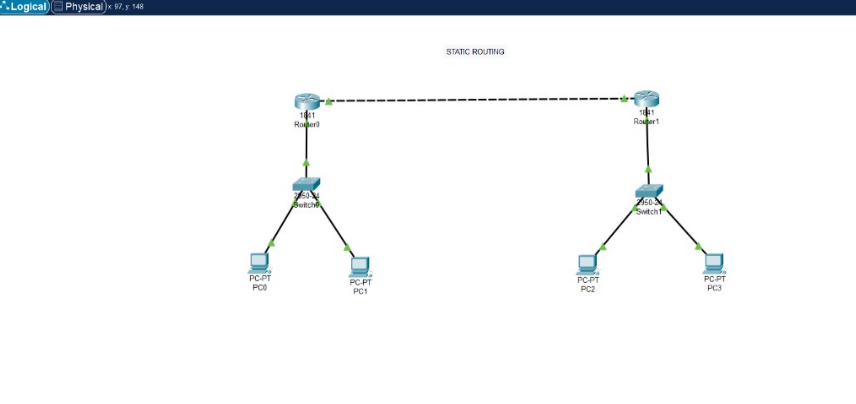 Logical Physical x: 97, y: 148
STATIC ROUTING
1841
Router0
1841
Router1
2950-24
Switch0
2950-24
Switch1
PC-PT
PC0
PC-PT
PC1
PC-PT
PC2
PC-PT
PC3